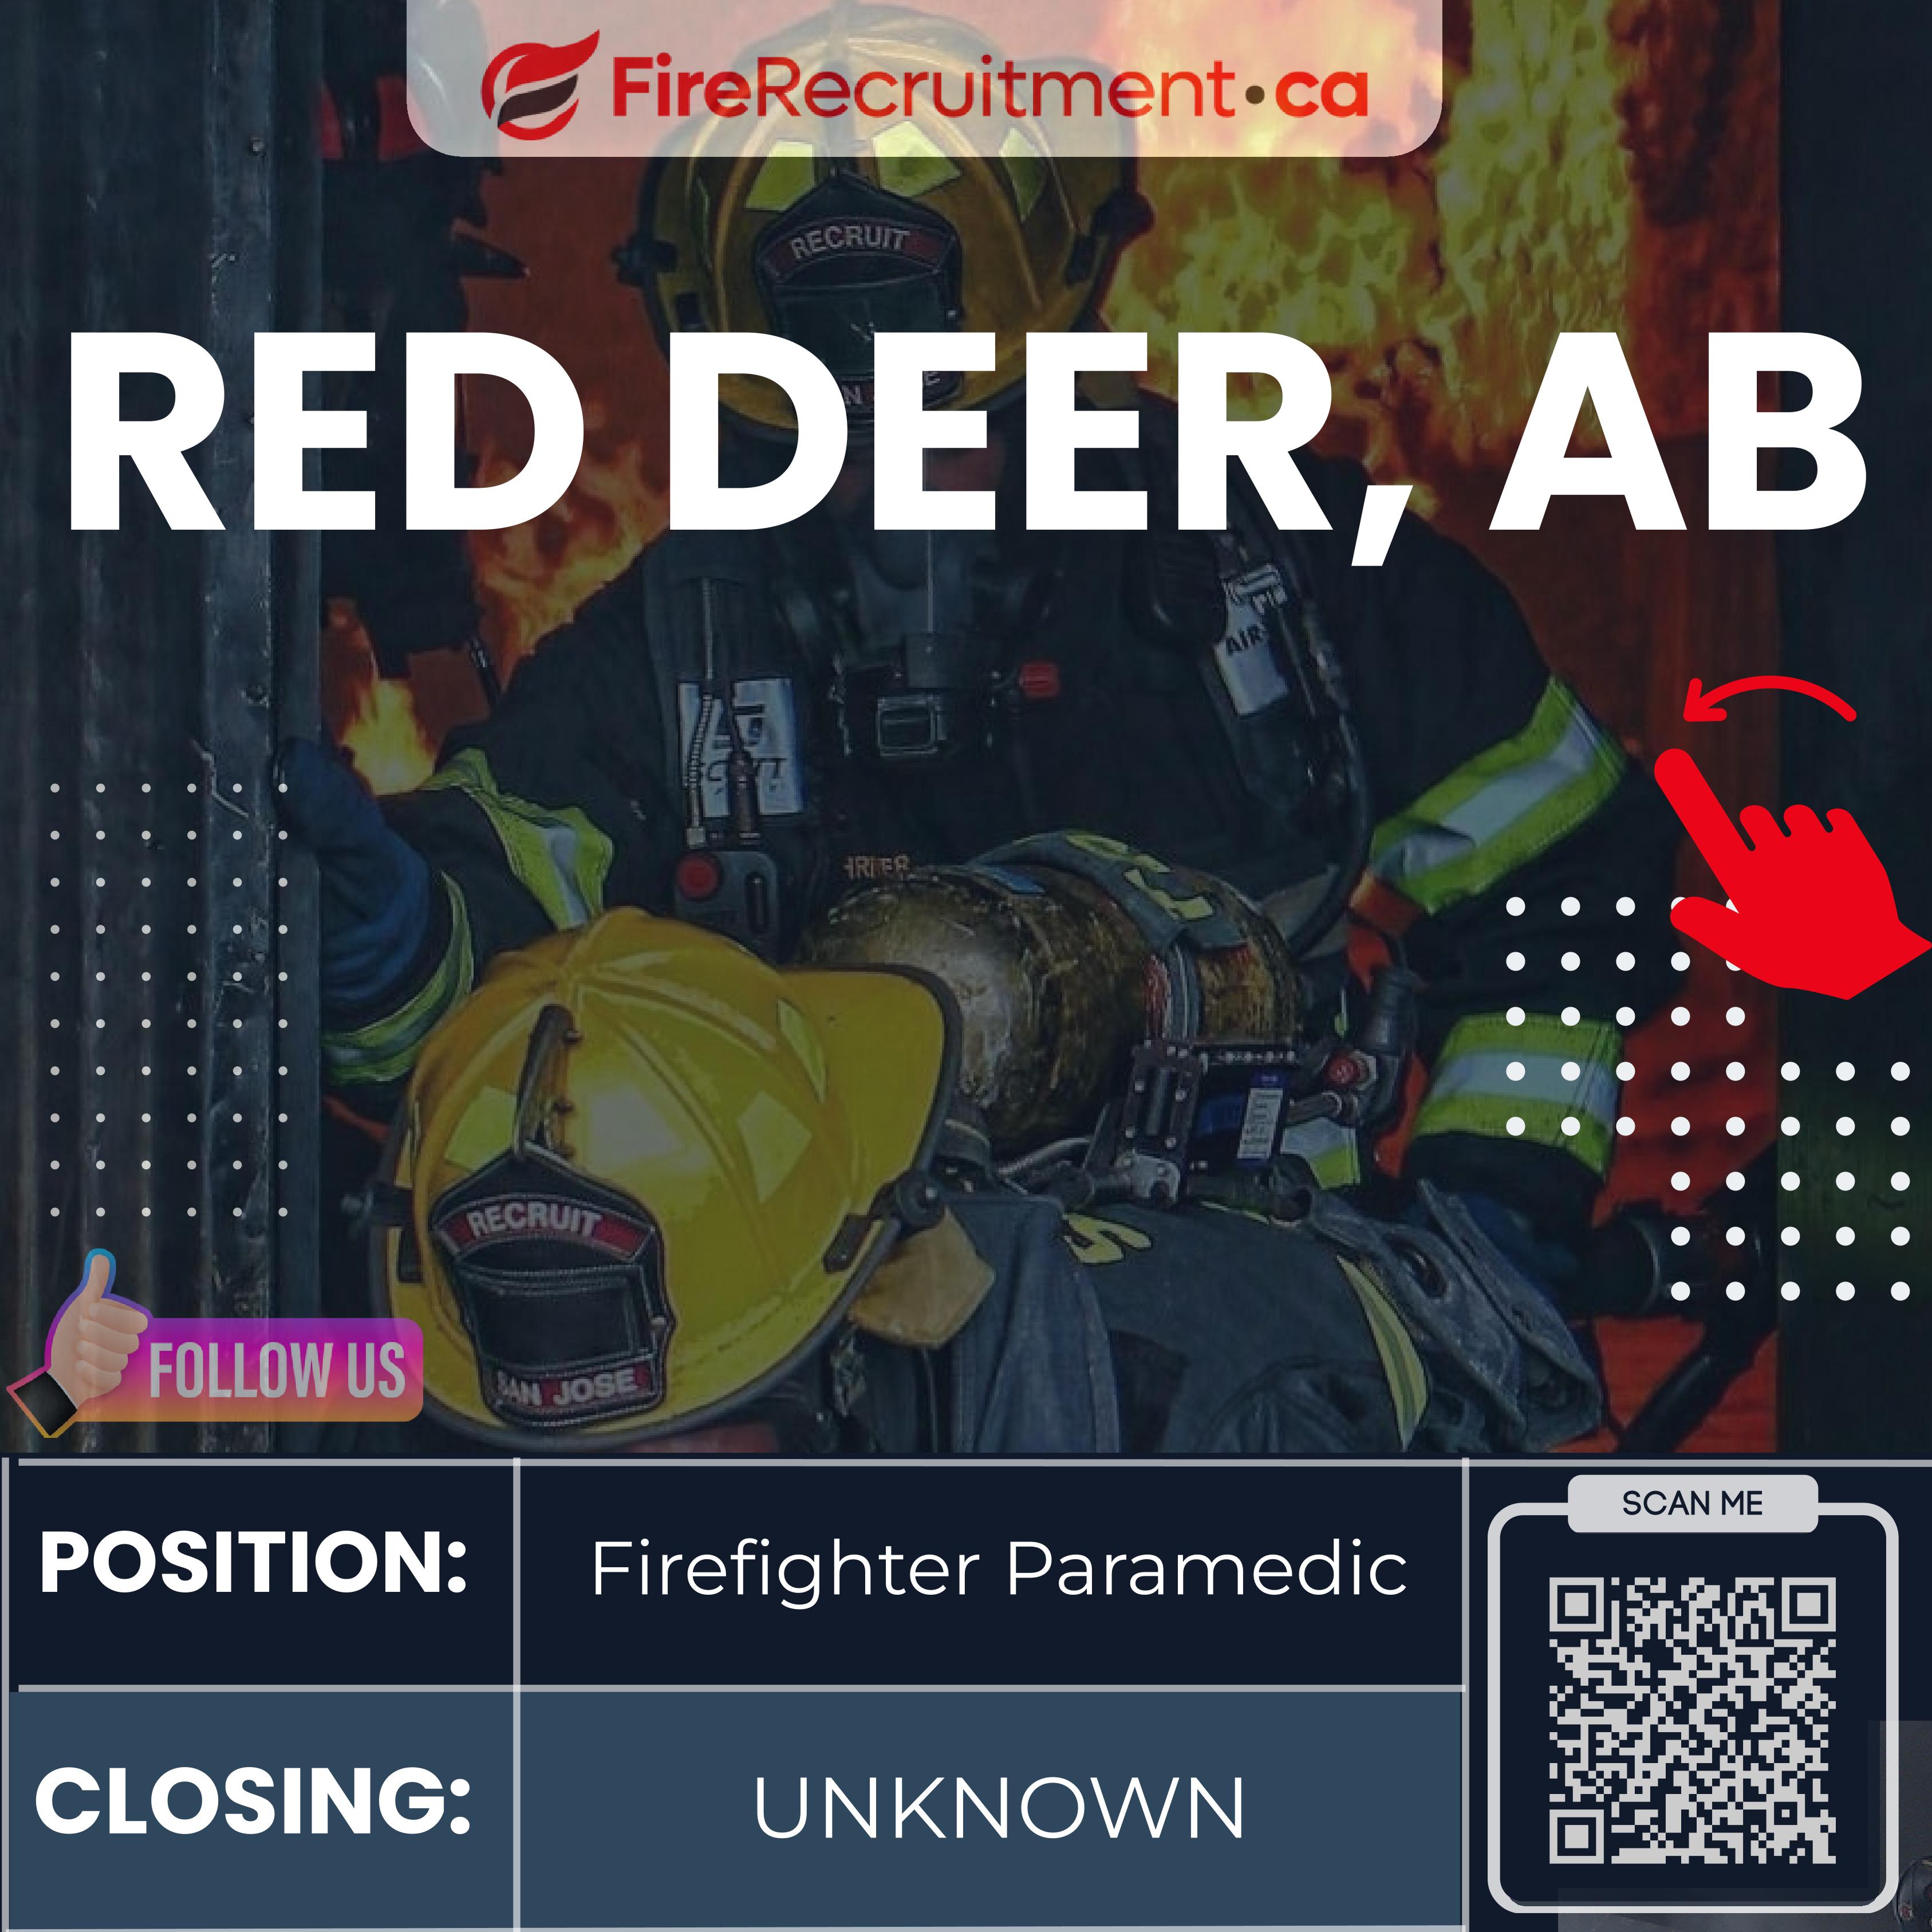 FireRecruitment.ca
RECRUIT
RED DEER, AB
AIR
RECRUIT
SAN JOSE
FOLLOW US
POSITION:
Firefighter Paramedic
SCAN ME
CLOSING:
UNKNOWN